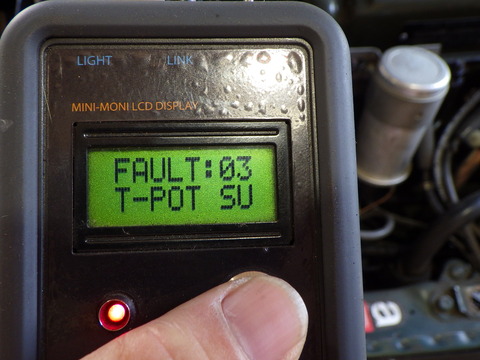 LIGHT LINK
MINI-MONI LCD DISPLAY
FAULT:03
T-POT SU
a